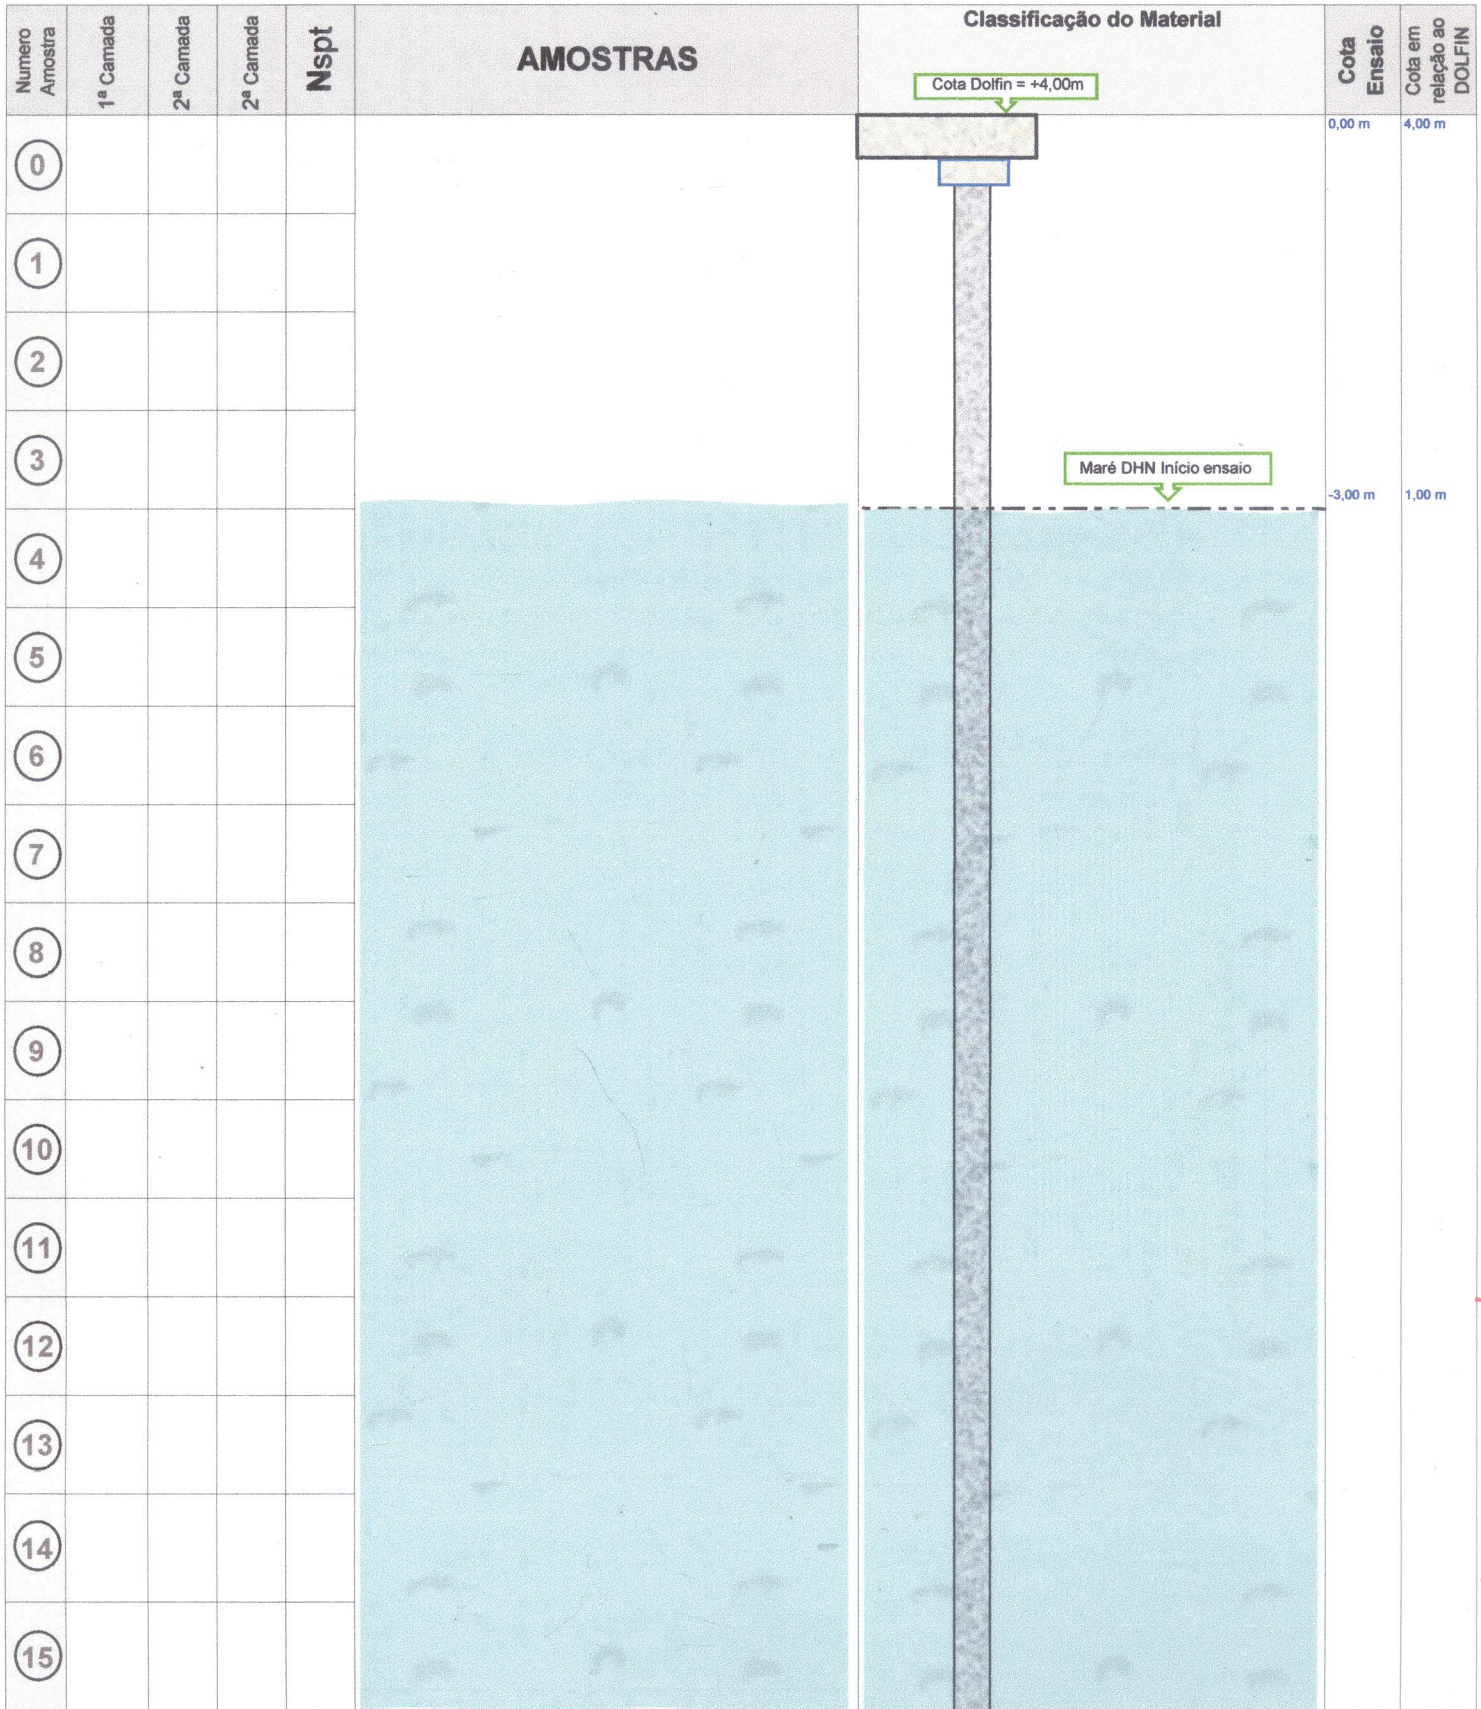 Numero
Amostra
1ª Camada
2ª Camada
2ª Camada
Nspt
AMOSTRAS
Classificação do Material
Cota
Ensaio
Cota em
relação ao
DOLFIN
Cota Dolfin = +4,00m
0,00 m
4,00 m
0
1
2
3
Maré DHN Início ensaio
-3,00 m
1,00 m
4
5
6
7
8
9
10
11
12
13
14
15